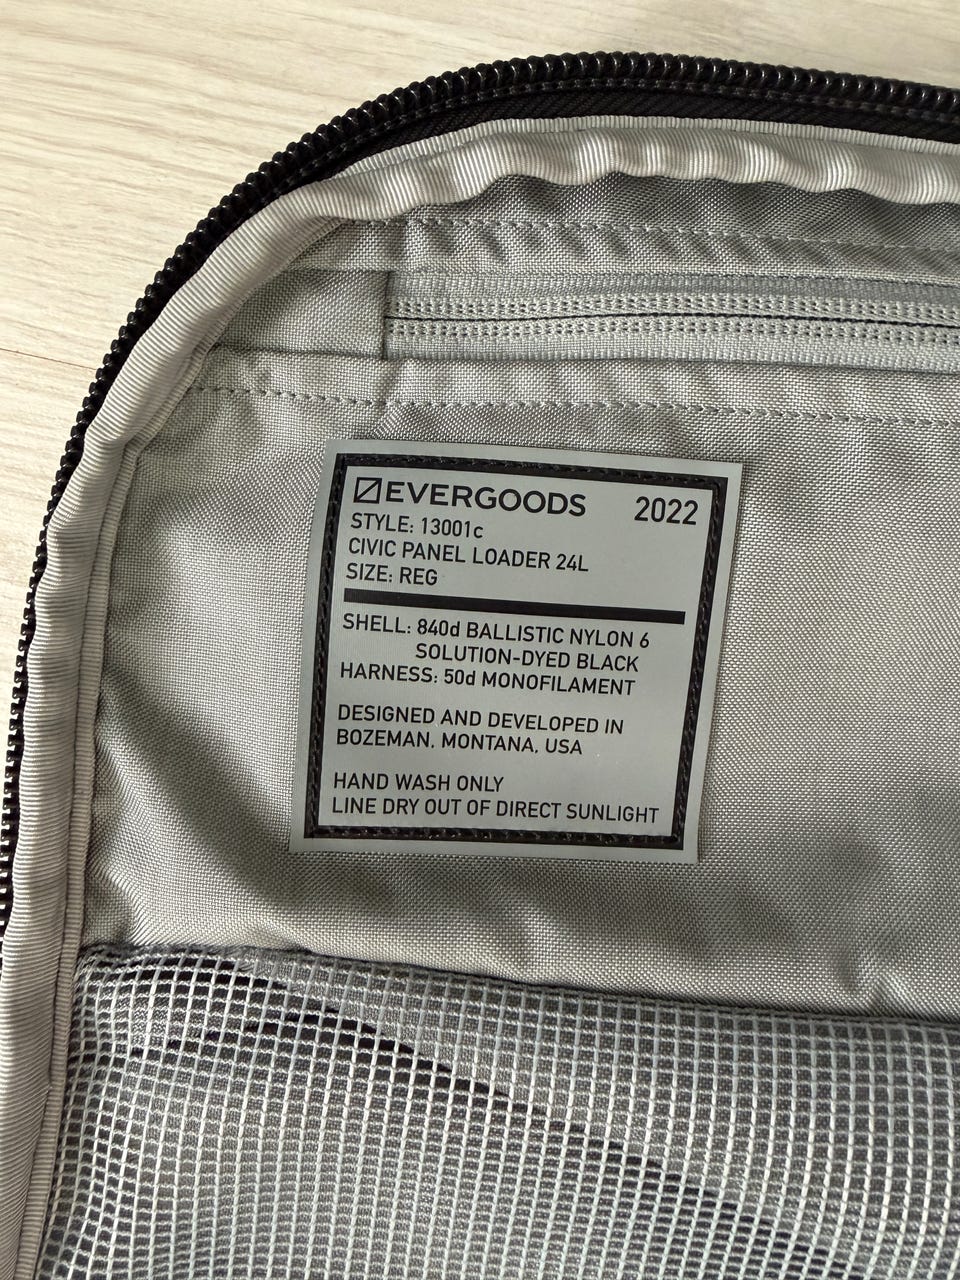 EVERGOODS 2022
STYLE: 13001c
CIVIC PANEL LOADER 24L
SIZE: REG
SHELL: 840d BALLISTIC NYLON 6
SOLUTION-DYED BLACK
HARNESS: 50d MONOFILAMENT
DESIGNED AND DEVELOPED IN
BOZEMAN, MONTANA, USA
HAND WASH ONLY
LINE DRY OUT OF DIRECT SUNLIGHT